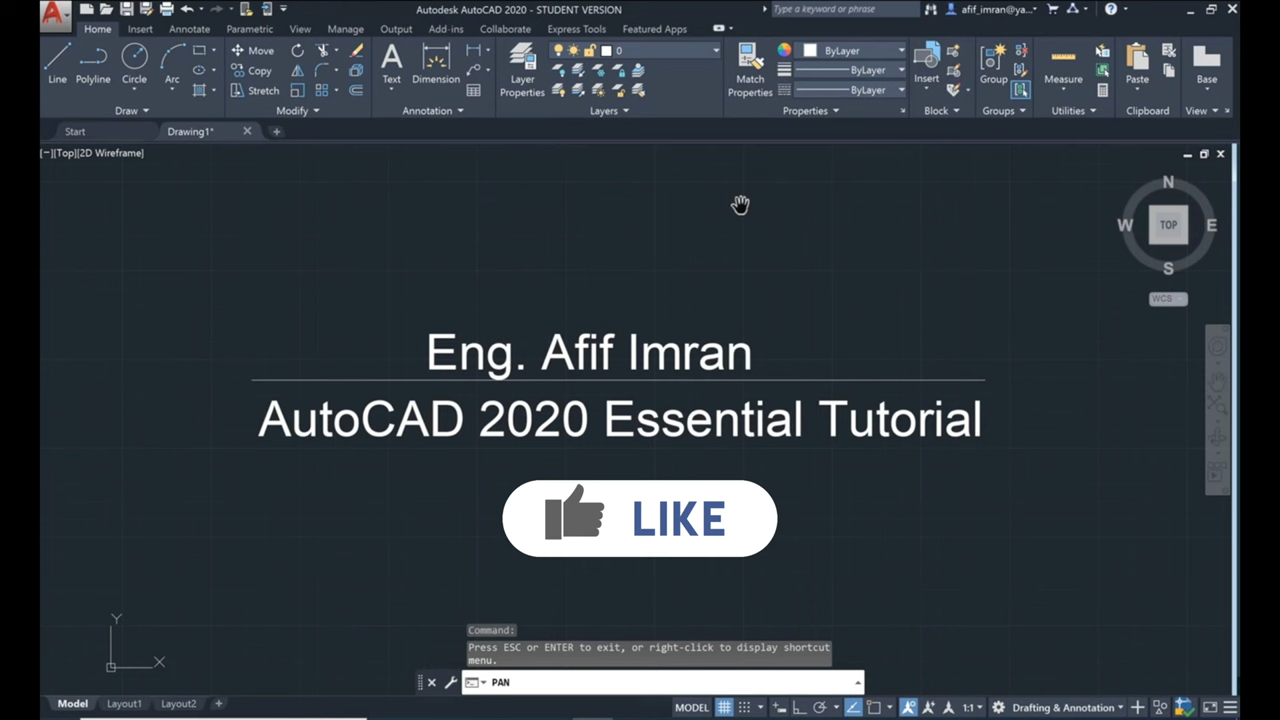 Autodesk AutoCAD 2020 - STUDENT VERSION
Type a keyword or phrase
afif_imran@ya...
Home Insert Annotate Parametric View Manage Output Add-ins Collaborate Express Tools Featured Apps
Line Polyline Circle Arc
Move
Copy
Stretch
Text Dimension
Layer Properties
0
Match Properties
ByLayer
ByLayer
ByLayer
Insert
Group
Measure
Paste
Base
Draw Modify Annotation Layers Properties Block Groups Utilities Clipboard View
Start Drawing1*
[−][Top][2D Wireframe]
N
W TOP E
S
WCS
Eng. Afif Imran
AutoCAD 2020 Essential Tutorial
LIKE
Y
X
Command:
Press ESC or ENTER to exit, or right-click to display shortcut
menu.
PAN
Model Layout1 Layout2
MODEL 1:1 Drafting & Annotation